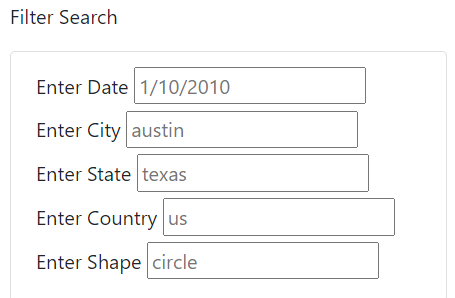 Filter Search
Enter Date 1/10/2010
Enter City austin
Enter State texas
Enter Country us
Enter Shape circle